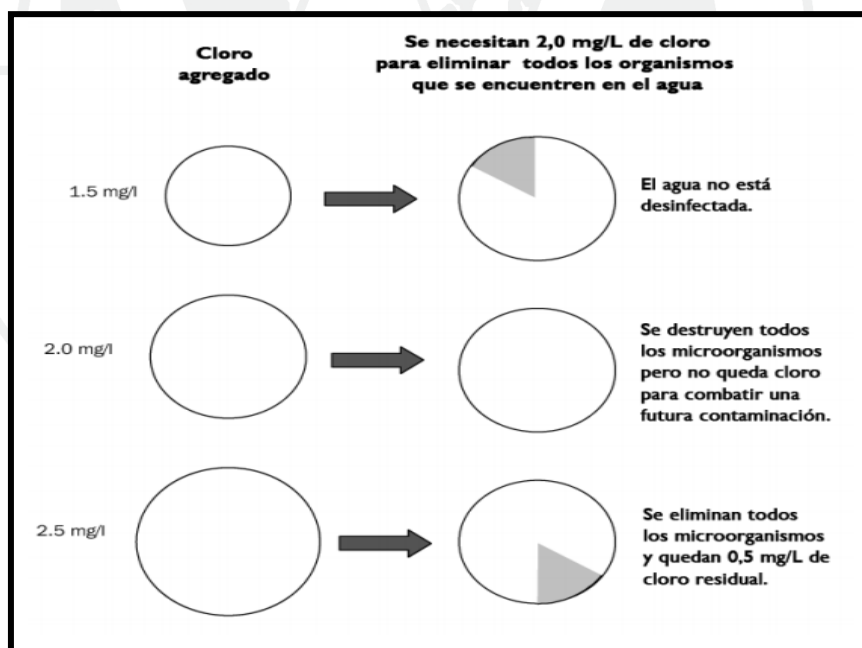 Cloro
agregado
Se necesitan 2,0 mg/L de cloro
para eliminar todos los organismos
que se encuentren en el agua
1.5 mg/l
El agua no está
desinfectada.
2.0 mg/l
Se destruyen todos
los microorganismos
pero no queda cloro
para combatir una
futura contaminación.
2.5 mg/l
Se eliminan todos
los microorganismos
y quedan 0,5 mg/L de
cloro residual.